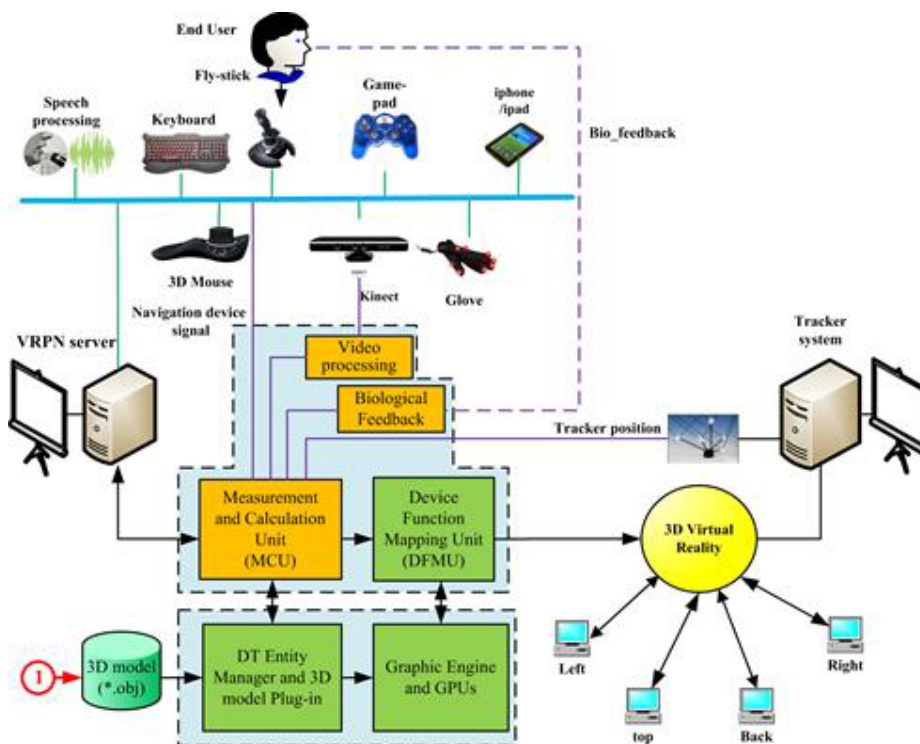 End User
Fly-stick
Speech
processing
Keyboard
Game-
pad
iphone
/ipad
Bio_feedback
3D Mouse
Kinect
Glove
Navigation device
signal
VRPN server
Video
processing
Biological
Feedback
Tracker
system
Tracker position
Measurement
and Calculation
Unit
(MCU)
Device
Function
Mapping Unit
(DFMU)
3D Virtual
Reality
1
3D model
(*.obj)
DT Entity
Manager and 3D
model Plug-in
Graphic Engine
and GPUs
Left
top
Back
Right